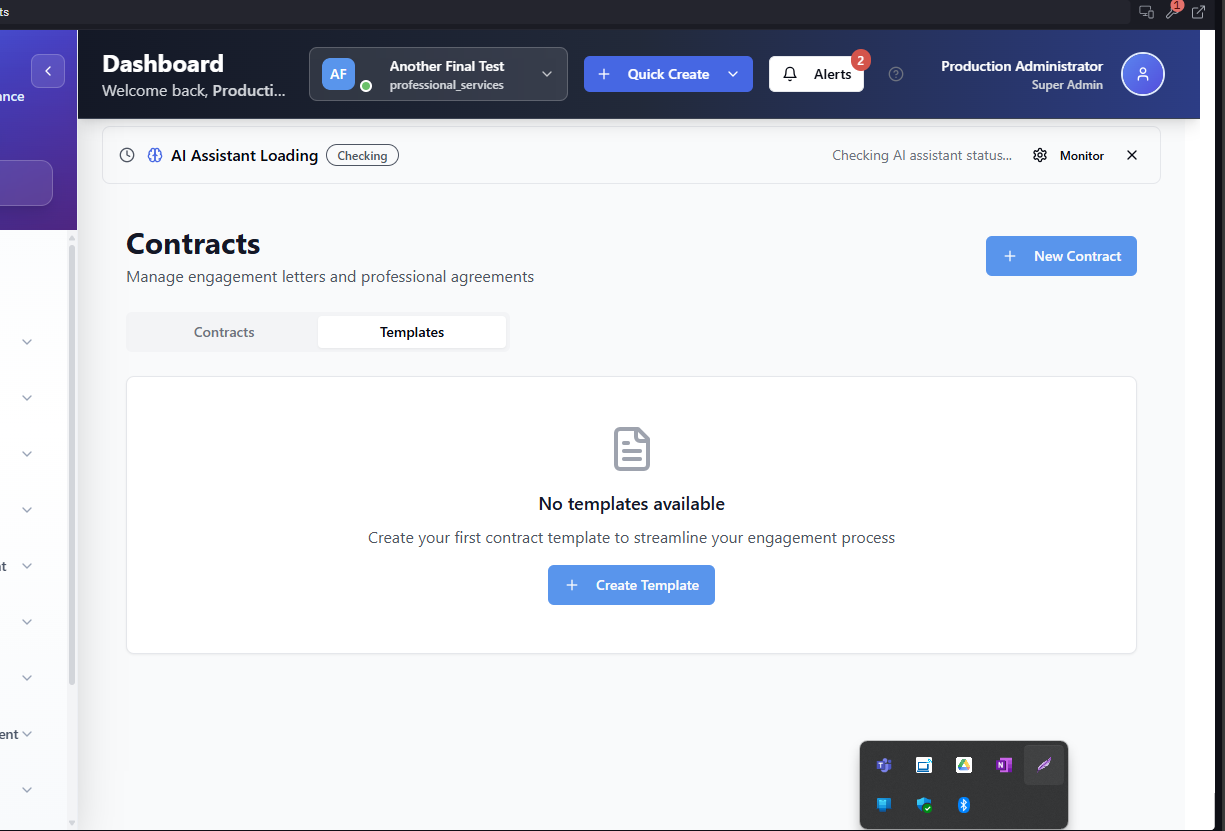 ts
1
nce
Dashboard
Welcome back, Producti...
AF
Another Final Test
professional_services
Quick Create
Alerts
2
Production Administrator
Super Admin
AI Assistant Loading
Checking
Checking AI assistant status...
Monitor
Contracts
Manage engagement letters and professional agreements
New Contract
Contracts
Templates
No templates available
Create your first contract template to streamline your engagement process
Create Template
nt
ent